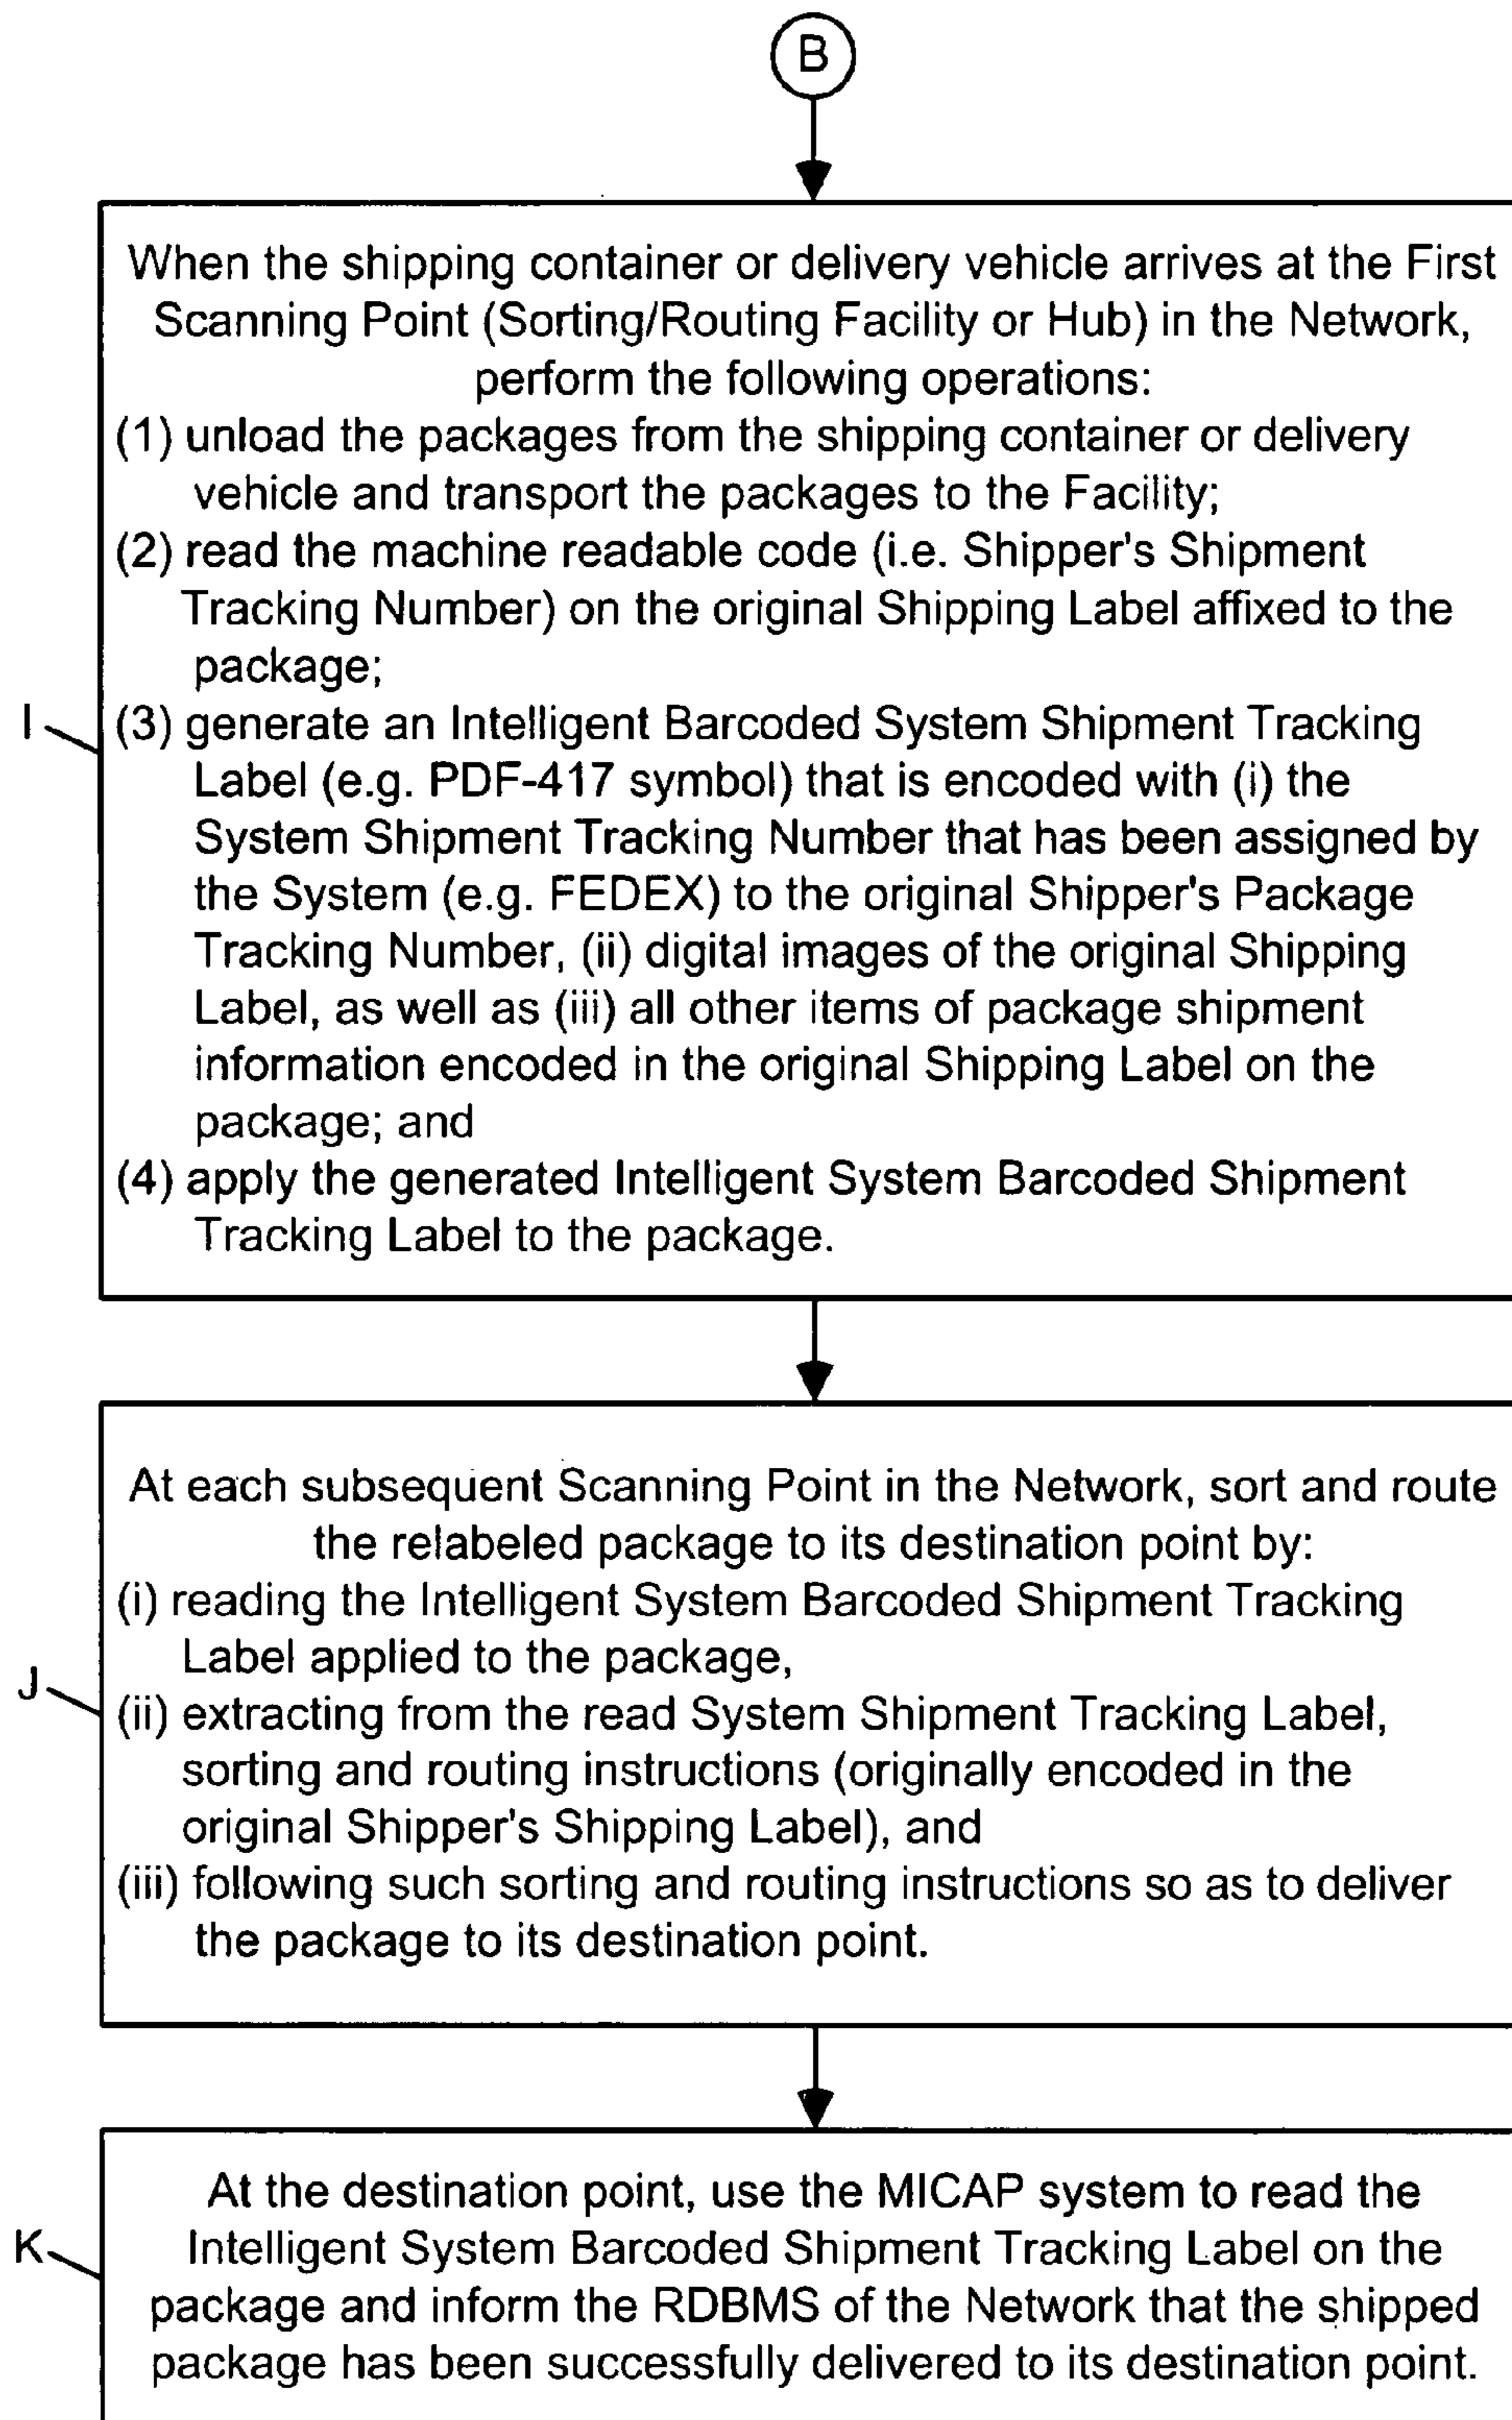 B
When the shipping container or delivery vehicle arrives at the First
Scanning Point (Sorting/Routing Facility or Hub) in the Network,
perform the following operations:
(1) unload the packages from the shipping container or delivery
vehicle and transport the packages to the Facility;
(2) read the machine readable code (i.e. Shipper's Shipment
Tracking Number) on the original Shipping Label affixed to the
package;
I
(3) generate an Intelligent Barcoded System Shipment Tracking
Label (e.g. PDF-417 symbol) that is encoded with (i) the
System Shipment Tracking Number that has been assigned by
the System (e.g. FEDEX) to the original Shipper's Package
Tracking Number, (ii) digital images of the original Shipping
Label, as well as (iii) all other items of package shipment
information encoded in the original Shipping Label on the
package; and
(4) apply the generated Intelligent System Barcoded Shipment
Tracking Label to the package.
At each subsequent Scanning Point in the Network, sort and route
the relabeled package to its destination point by:
(i) reading the Intelligent System Barcoded Shipment Tracking
Label applied to the package,
J
(ii) extracting from the read System Shipment Tracking Label,
sorting and routing instructions (originally encoded in the
original Shipper's Shipping Label), and
(iii) following such sorting and routing instructions so as to deliver
the package to its destination point.
At the destination point, use the MICAP system to read the
K
Intelligent System Barcoded Shipment Tracking Label on the
package and inform the RDBMS of the Network that the shipped
package has been successfully delivered to its destination point.